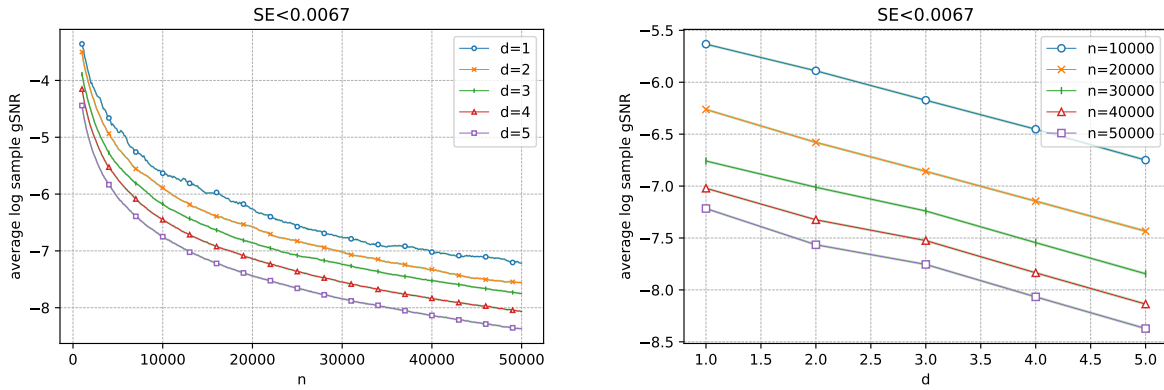 SE<0.0067
average log sample gSNR
−4
−5
−6
−7
−8
d=1
d=2
d=3
d=4
d=5
0
10000
20000
30000
40000
50000
n
SE<0.0067
average log sample gSNR
−5.5
−6.0
−6.5
−7.0
−7.5
−8.0
−8.5
n=10000
n=20000
n=30000
n=40000
n=50000
1.0
1.5
2.0
2.5
3.0
3.5
4.0
4.5
5.0
d